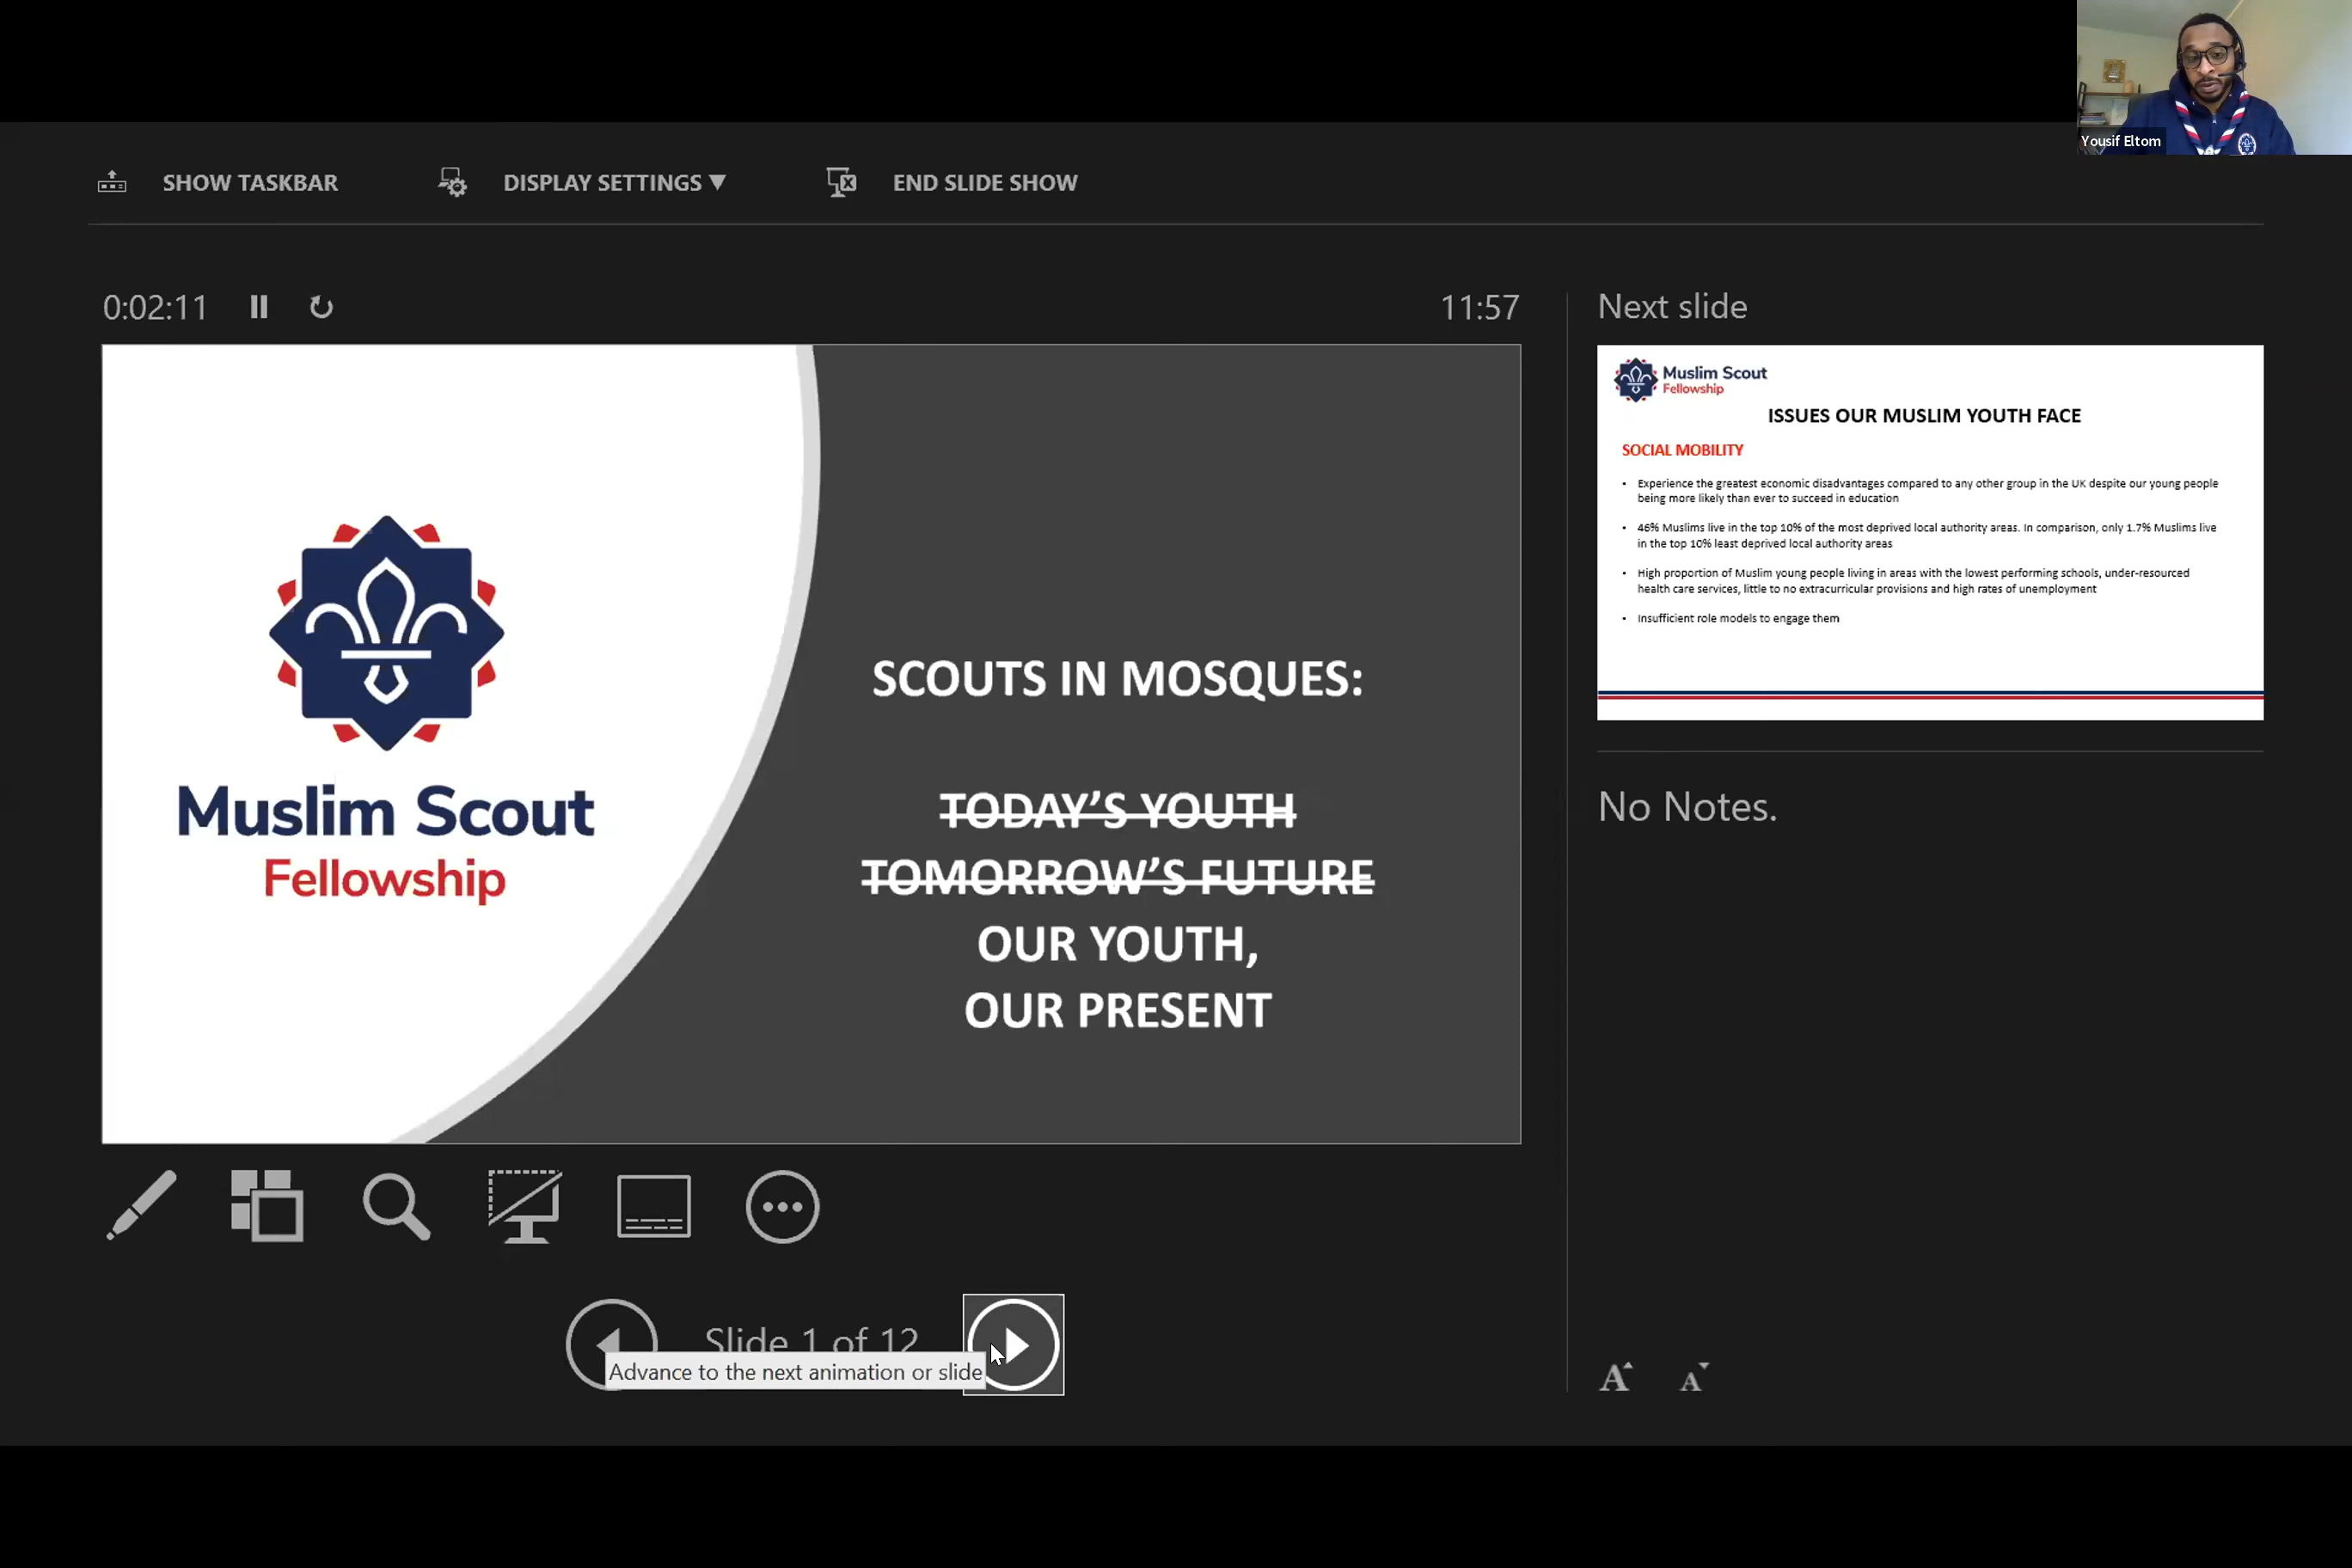 Yousif Eltom
SHOW TASKBAR
DISPLAY SETTINGS ▼
END SLIDE SHOW
0:02:11
11:57
Muslim Scout
Fellowship
SCOUTS IN MOSQUES:
TODAY’S YOUTH
TOMORROW’S FUTURE
OUR YOUTH,
OUR PRESENT
Slide 1 of 12
Advance to the next animation or slide
Next slide
Muslim Scout
Fellowship
ISSUES OUR MUSLIM YOUTH FACE
SOCIAL MOBILITY
• Experience the greatest economic disadvantages compared to any other group in the UK despite our young people
being more likely than ever to succeed in education
• 46% Muslims live in the top 10% of the most deprived local authority areas. In comparison, only 1.7% Muslims live
in the top 10% least deprived local authority areas
• High proportion of Muslim young people living in areas with the lowest performing schools, under-resourced
health care services, little to no extracurricular provisions and high rates of unemployment
• Insufficient role models to engage them
No Notes.
A A